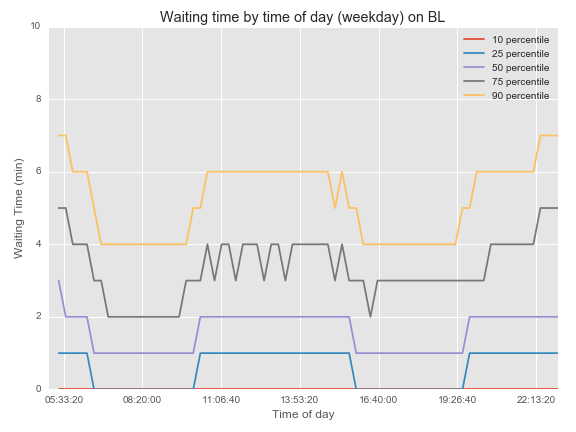 Waiting time by time of day (weekday) on BL
10
8
6
4
2
0
Waiting Time (min)
10 percentile
25 percentile
50 percentile
75 percentile
90 percentile
05:33:20 08:20:00 11:06:40 13:53:20 16:40:00 19:26:40 22:13:20
Time of day